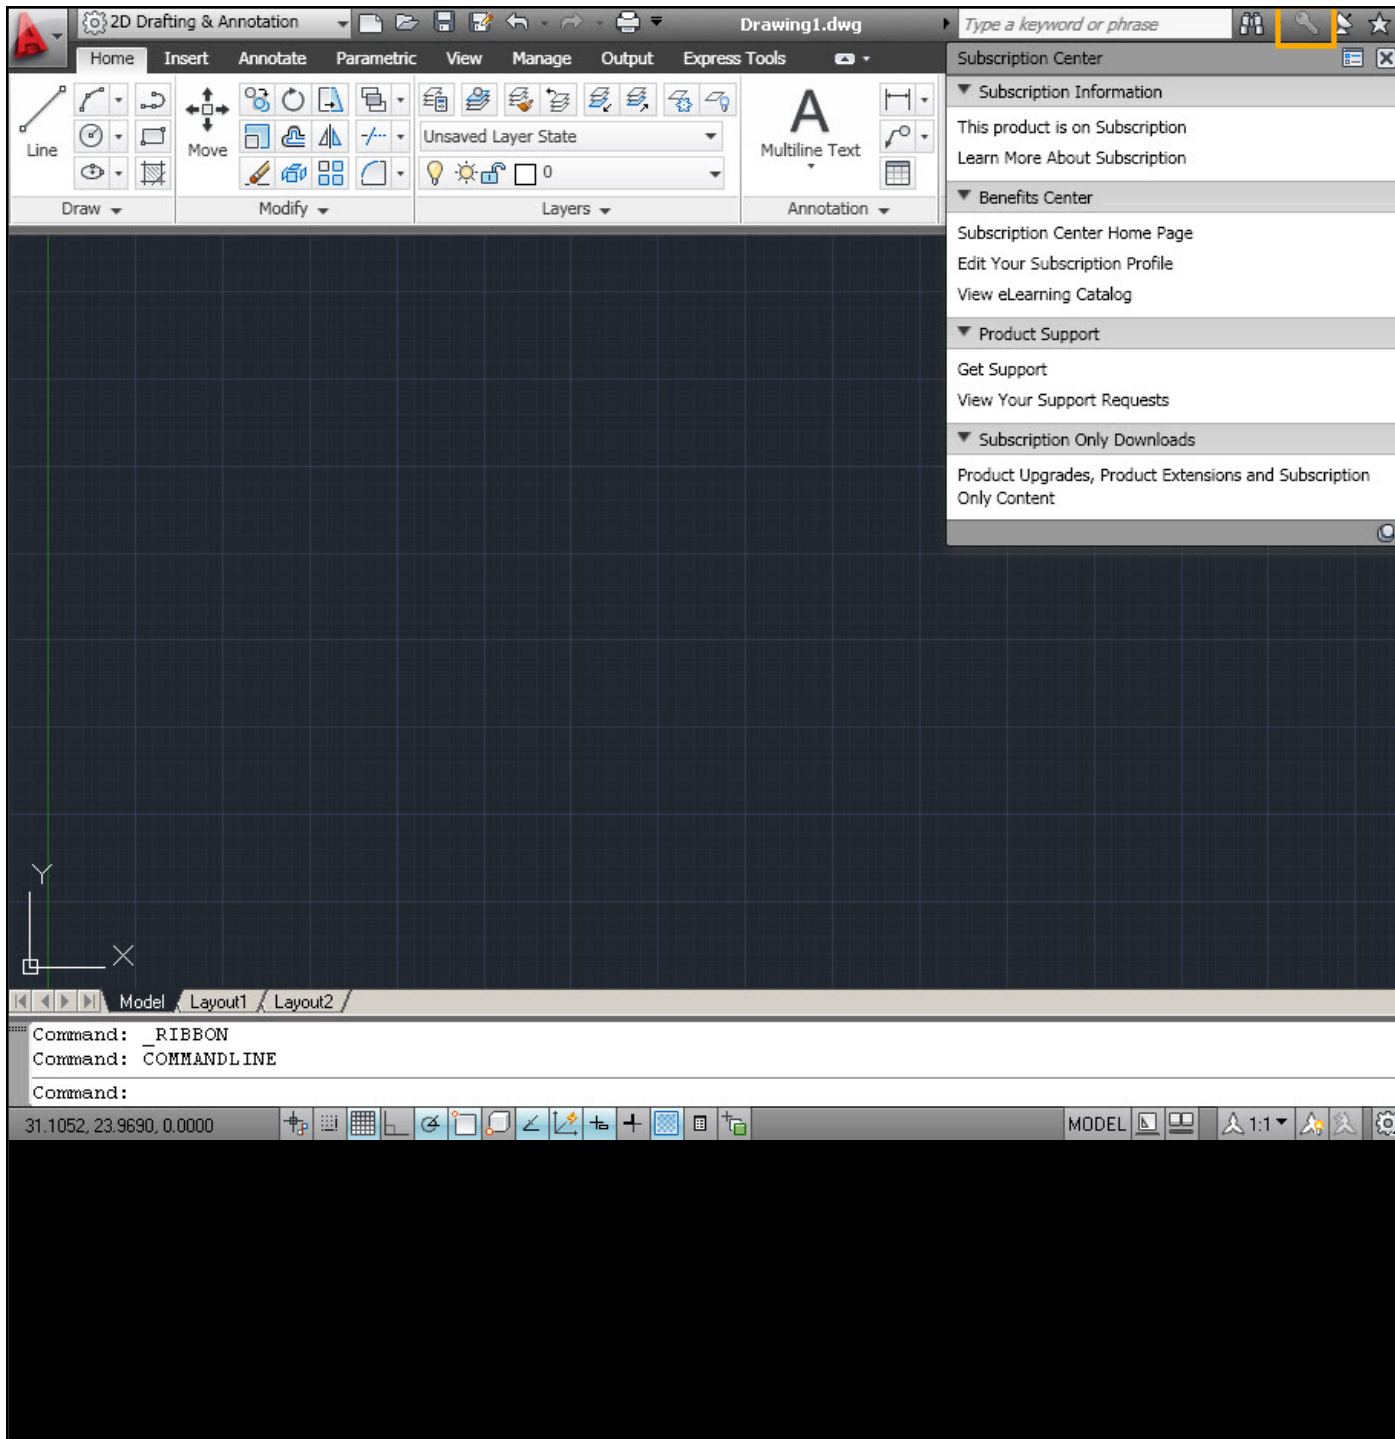 2D Drafting & Annotation
Drawing1.dwg
Type a keyword or phrase
Home Insert Annotate Parametric View Manage Output Express Tools
Line
Move
Unsaved Layer State
0
A
Multiline Text
Draw Modify Layers Annotation
Subscription Center
Subscription Information
This product is on Subscription
Learn More About Subscription
Benefits Center
Subscription Center Home Page
Edit Your Subscription Profile
View eLearning Catalog
Product Support
Get Support
View Your Support Requests
Subscription Only Downloads
Product Upgrades, Product Extensions and Subscription
Only Content
Y
X
Model Layout1 Layout2
Command: _RIBBON
Command: COMMANDLINE
Command:
31.1052, 23.9690, 0.0000 MODEL 1:1